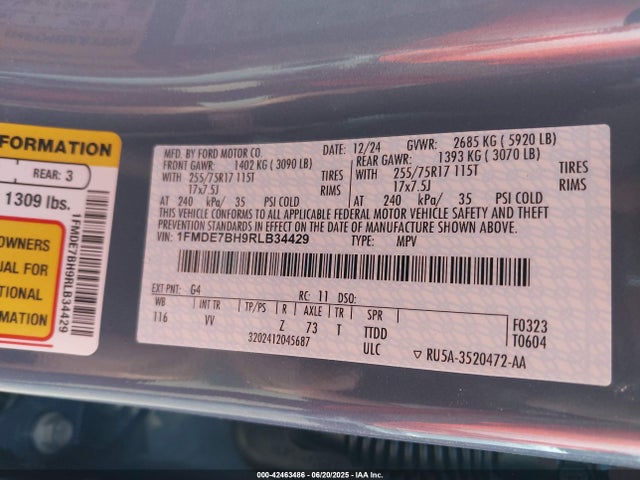 FORMATION
REAR: 3
1309 lbs.
OWNERS
UAL FOR
TIONAL
MATION
1FMDE7BH9RLB34429
MFD. BY FORD MOTOR CO.
12/24
GVWR: 2685 KG ( 5920 LB)
FRONT GAWR: 1402 KG ( 3090 LB)
REAR GAWR: 1393 KG ( 3070 LB)
WITH 255/75R17 115T TIRES
WITH 255/75R17 115T TIRES
17x7.5J RIMS
17x7.5J RIMS
AT 240 kPa/ 35 PSI COLD
AT 240 kPa/ 35 PSI COLD
THIS VEHICLE CONFORMS TO ALL APPLICABLE FEDERAL MOTOR VEHICLE SAFETY AND THEFT
PREVENTION STANDARDS IN EFFECT ON THE DATE OF MANUFACTURE SHOWN ABOVE.
VIN: 1FMDE7BH9RLB34429
TYPE: MPV
EXT PNT: G4
RC: 11 DSO:
WB INT TR TP/PS R AXLE TR SPR
116 VV Z 73 T TTDD
3202412045687 ULC
F0323
T0604
▽ RU5A-3520472-AA
000-42463486 - 06/20/2025 - IAA Inc.